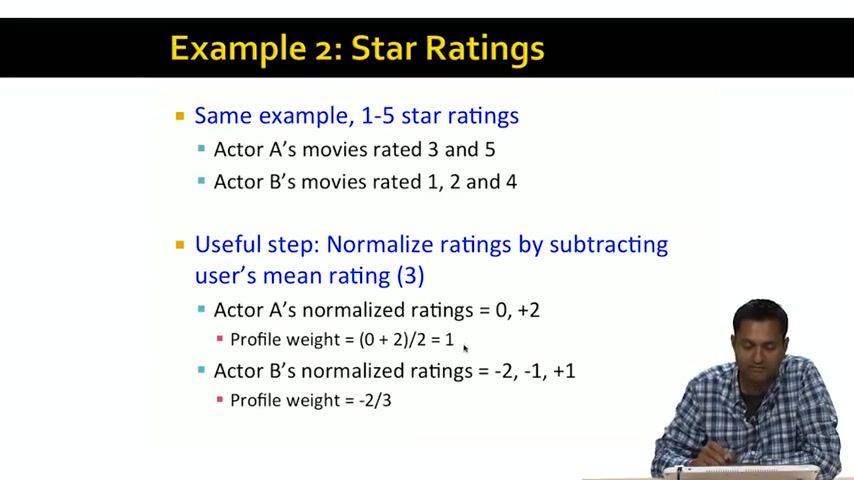 Example 2: Star Ratings
Same example, 1-5 star ratings
Actor A's movies rated 3 and 5
Actor B's movies rated 1, 2 and 4
Useful step: Normalize ratings by subtracting
user's mean rating (3)
Actor A's normalized ratings = 0, +2
Profile weight = (0 + 2)/2 = 1
Actor B's normalized ratings = -2, -1, +1
Profile weight = -2/3